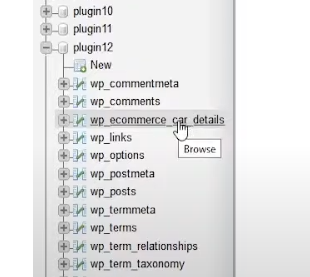 plugin10
plugin11
plugin12
New
wp_commentmeta
wp_comments
wp_ecommerce_car_details
wp_links
Browse
wp_options
wp_postmeta
wp_posts
wp_termmeta
wp_terms
wp_term_relationships
wp_term_taxonomy